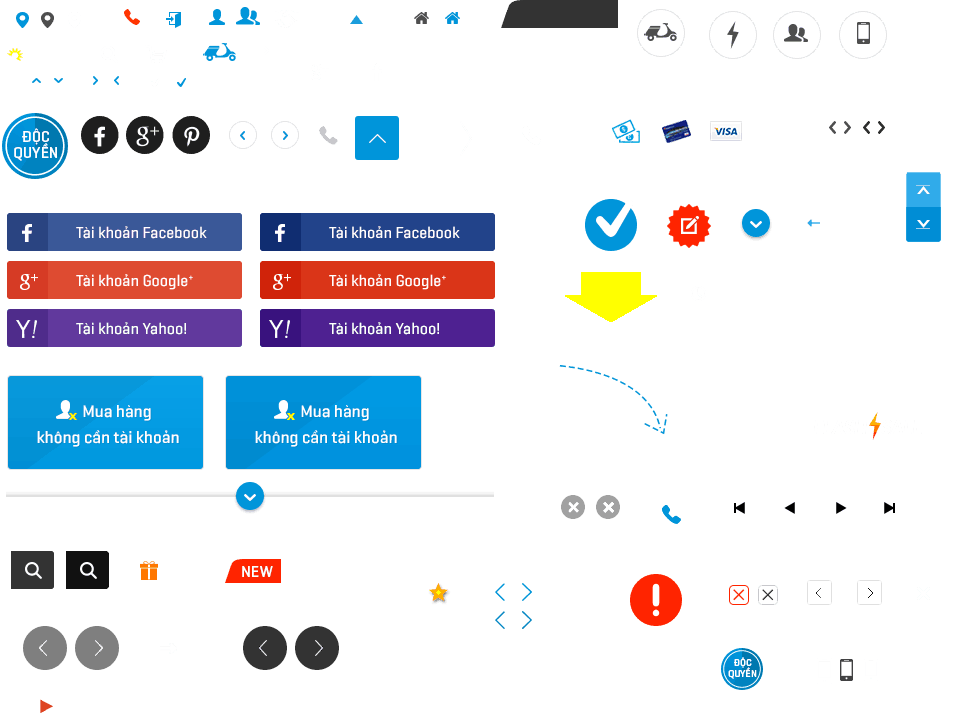 ĐỘC
QUYỀN
f
g+
VISA
f Tài khoản Facebook
f Tài khoản Facebook
g+ Tài khoản Google+
g+ Tài khoản Google+
Y! Tài khoản Yahoo!
Y! Tài khoản Yahoo!
Mua hàng
không cần tài khoản
Mua hàng
không cần tài khoản
NEW
ĐỘC
QUYỀN